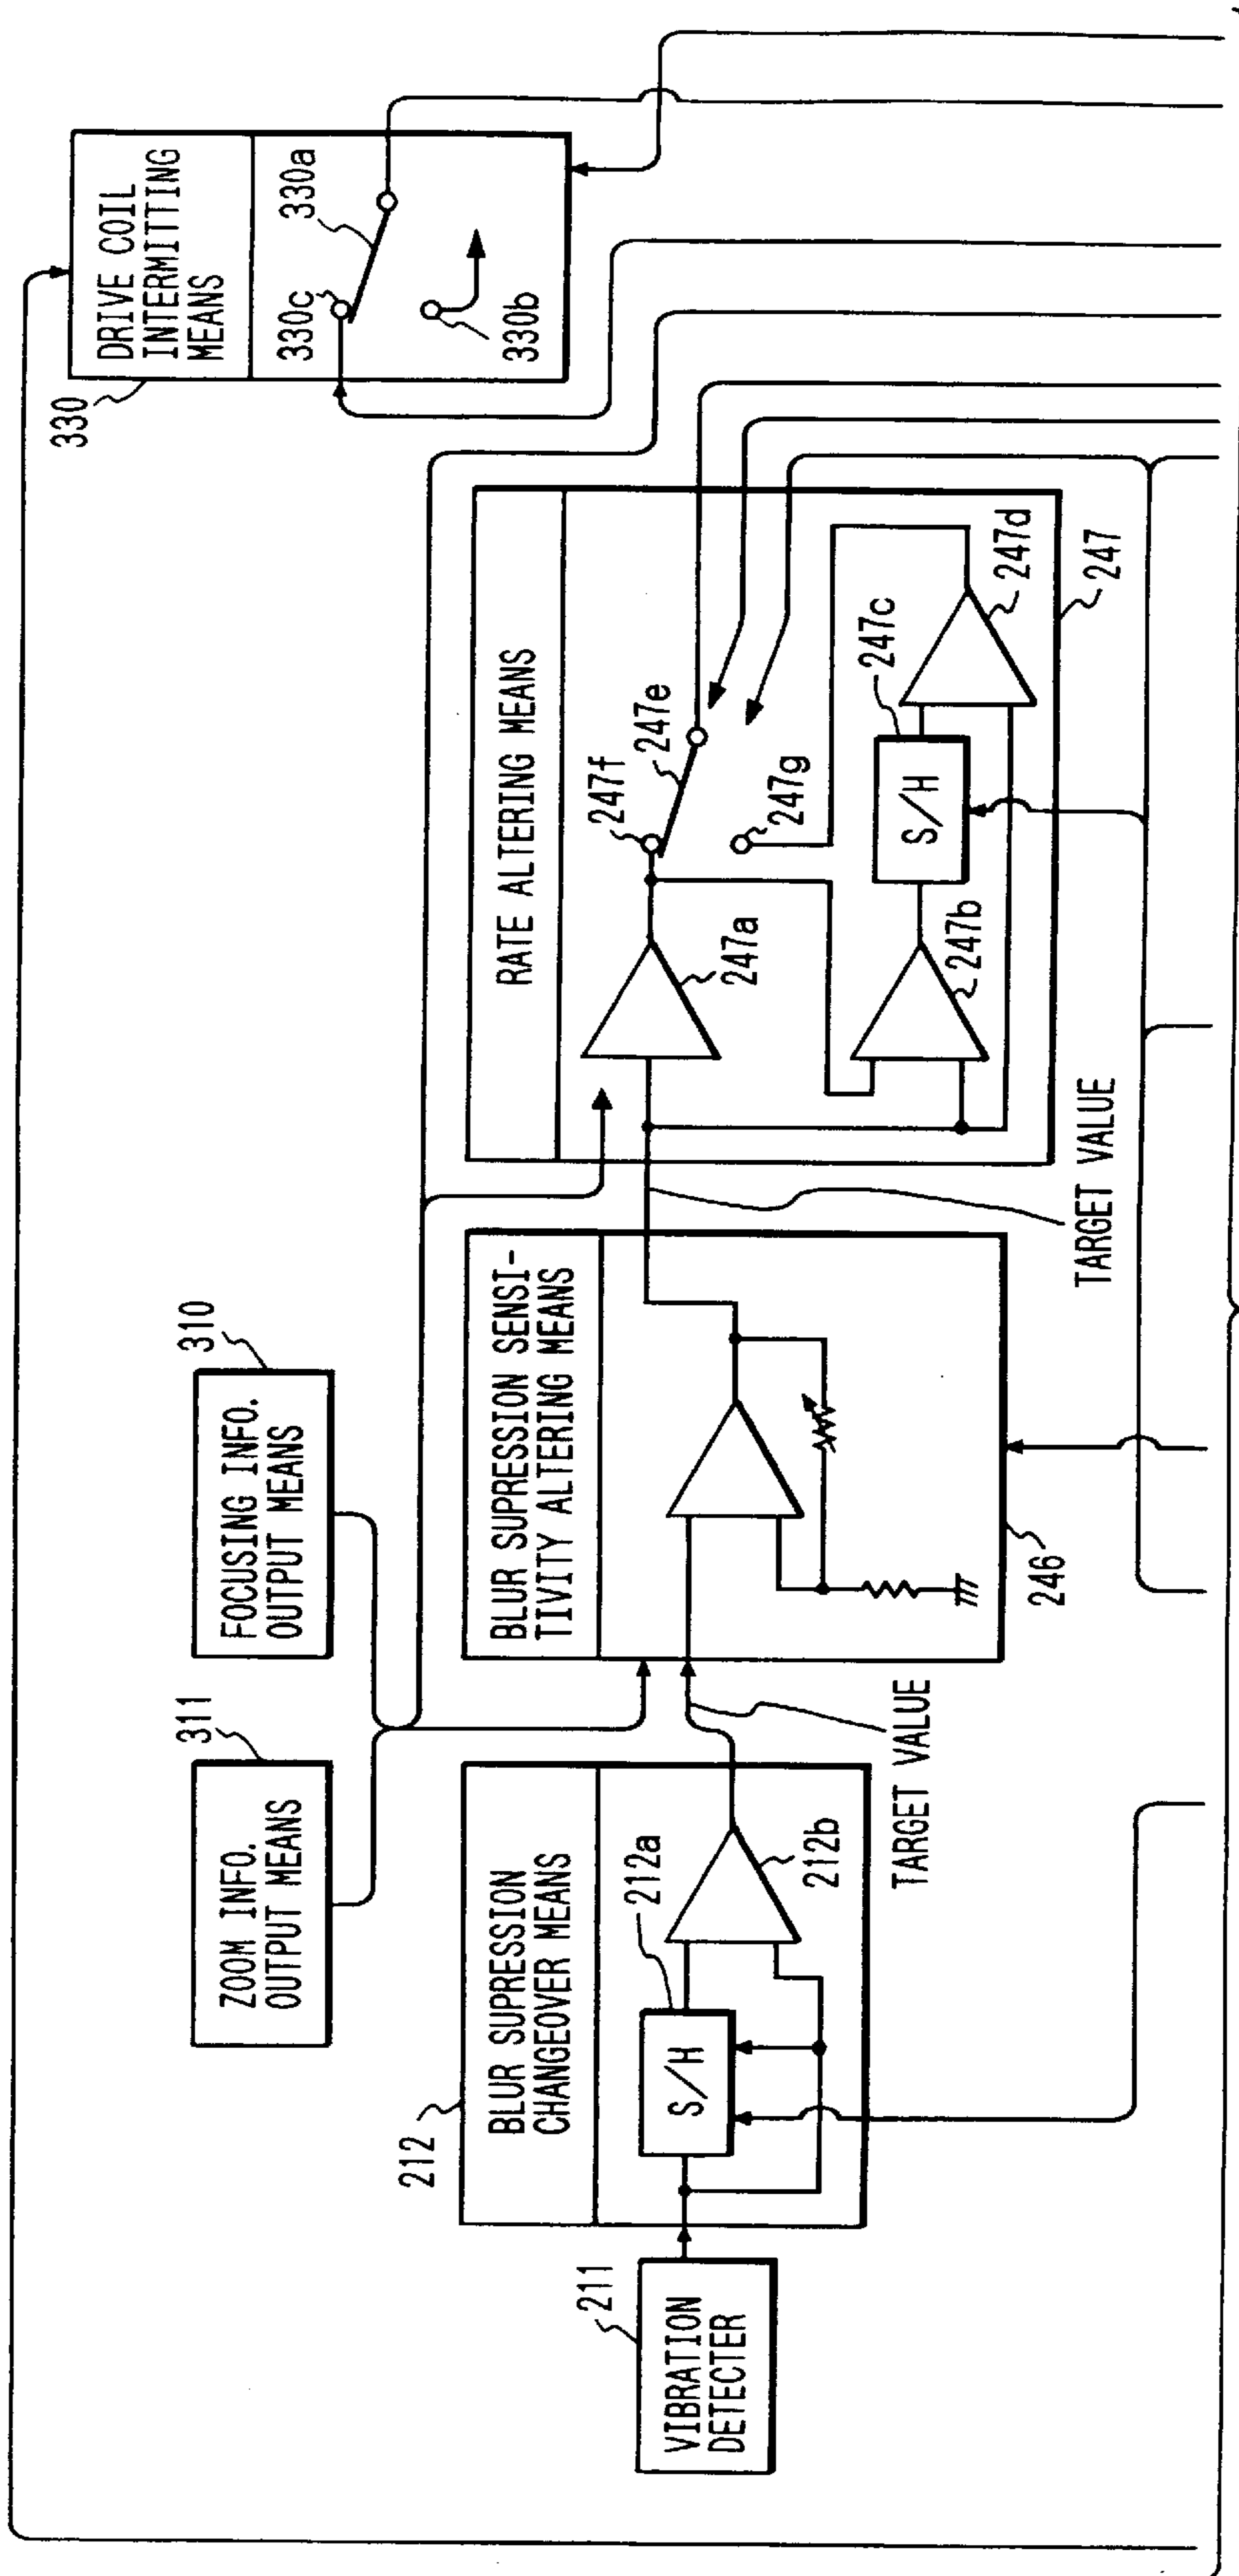 330
DRIVE COIL
INTERMITTING
MEANS
330c
330a
330b
311
ZOOM INFO.
OUTPUT MEANS
310
FOCUSING INFO.
OUTPUT MEANS
212
BLUR SUPRESSION
CHANGEOVER MEANS
212a
S/H
212b
211
VIBRATION
DETECTER
TARGET VALUE
BLUR SUPRESSION SENSI-
TIVITY ALTERING MEANS
246
TARGET VALUE
RATE ALTERING MEANS
247f
247e
247a
247g
247c
S/H
247b
247d
247